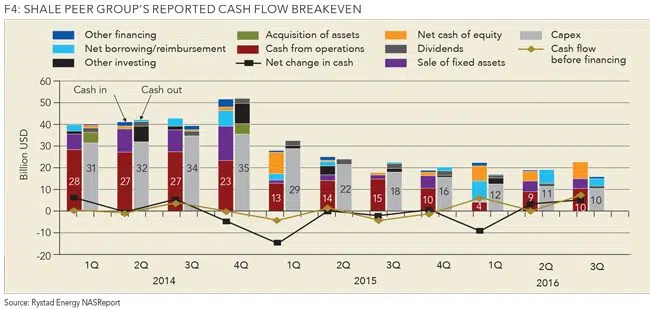 F4: SHALE PEER GROUP'S REPORTED CASH FLOW BREAKEVEN
Other financing
Acquisition of assets
Net cash of equity
Capex
Net borrowing/reimbursement
Cash from operations
Dividends
Cash flow before financing
Other investing
Net change in cash
Sale of fixed assets
60
50
40
30
20
10
0
-10
-20
Billion USD
Cash in
Cash out
28 31 27 32 27 34 23 35 13 29 14 22 15 18 10 16 4 12 9 11 10 10
1Q 2Q 3Q 4Q 1Q 2Q 3Q 4Q 1Q 2Q 3Q
2014 2015 2016
Source: Rystad Energy NASReport